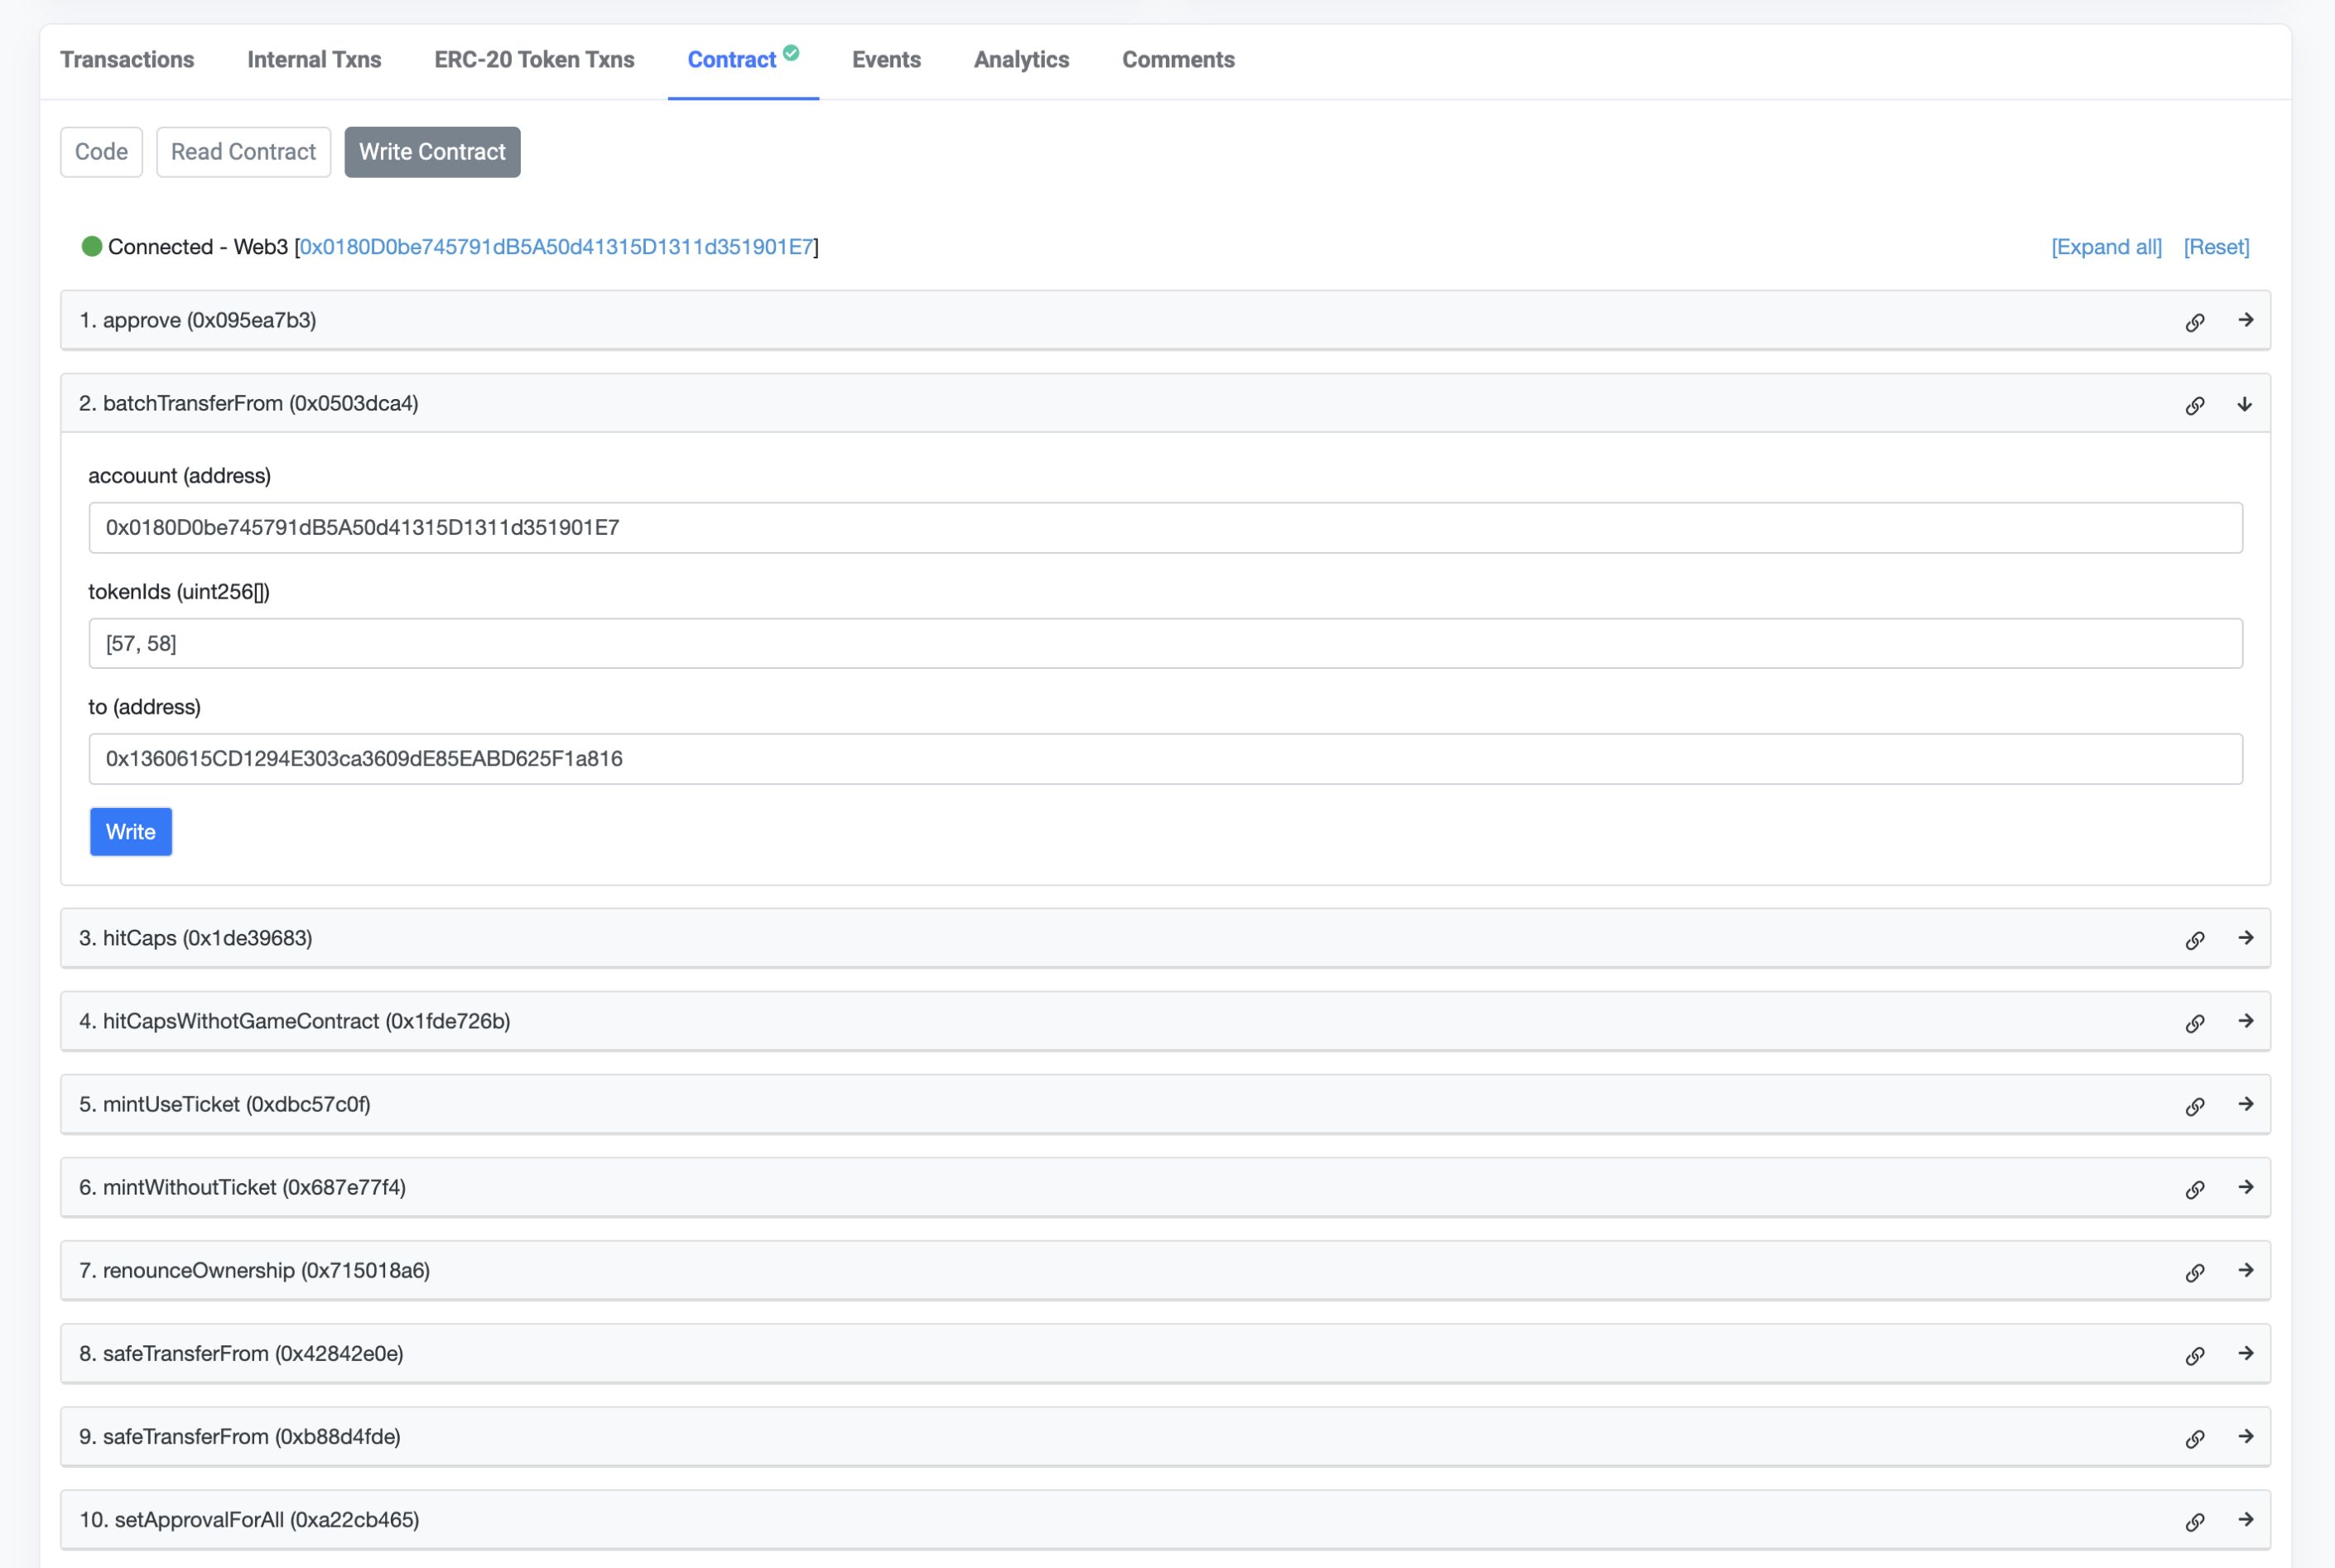 Transactions Internal Txns ERC-20 Token Txns Contract Events Analytics Comments
Code Read Contract Write Contract
Connected - Web3 [0x0180D0be745791dB5A50d41315D1311d351901E7] [Expand all] [Reset]
1. approve (0x095ea7b3)
2. batchTransferFrom (0x0503dca4)
accouunt (address)
0x0180D0be745791dB5A50d41315D1311d351901E7
tokenIds (uint256[])
[57, 58]
to (address)
0x1360615CD1294E303ca3609dE85EABD625F1a816
Write
3. hitCaps (0x1de39683)
4. hitCapsWithotGameContract (0x1fde726b)
5. mintUseTicket (0xdbc57c0f)
6. mintWithoutTicket (0x687e77f4)
7. renounceOwnership (0x715018a6)
8. safeTransferFrom (0x42842e0e)
9. safeTransferFrom (0xb88d4fde)
10. setApprovalForAll (0xa22cb465)